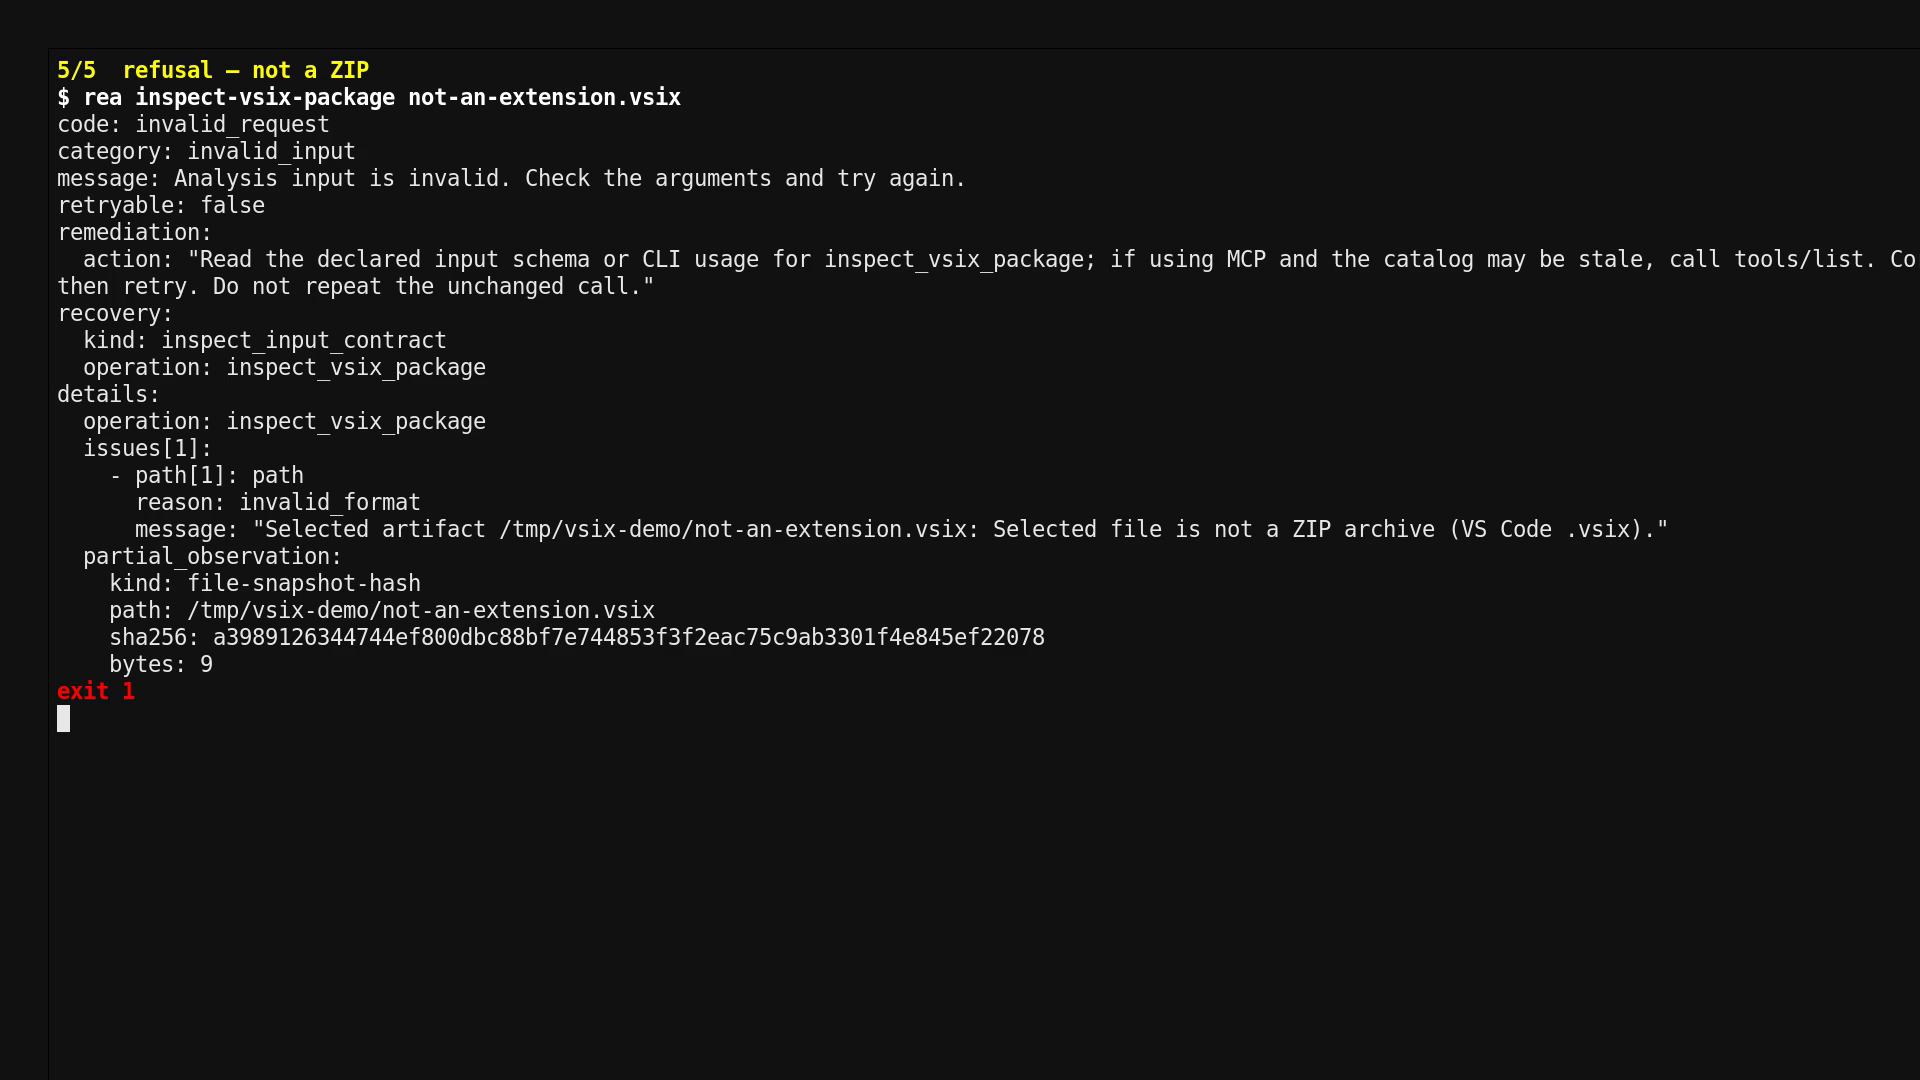 5/5  refusal — not a ZIP
$ rea inspect-vsix-package not-an-extension.vsix
code: invalid_request
category: invalid_input
message: Analysis input is invalid. Check the arguments and try again.
retryable: false
remediation:
  action: "Read the declared input schema or CLI usage for inspect_vsix_package; if using MCP and the catalog may be stale, call tools/list. Co
then retry. Do not repeat the unchanged call."
recovery:
  kind: inspect_input_contract
  operation: inspect_vsix_package
details:
  operation: inspect_vsix_package
  issues[1]:
    - path[1]: path
      reason: invalid_format
      message: "Selected artifact /tmp/vsix-demo/not-an-extension.vsix: Selected file is not a ZIP archive (VS Code .vsix)."
  partial_observation:
    kind: file-snapshot-hash
    path: /tmp/vsix-demo/not-an-extension.vsix
    sha256: a3989126344744ef800dbc88bf7e744853f3f2eac75c9ab3301f4e845ef22078
    bytes: 9
exit 1